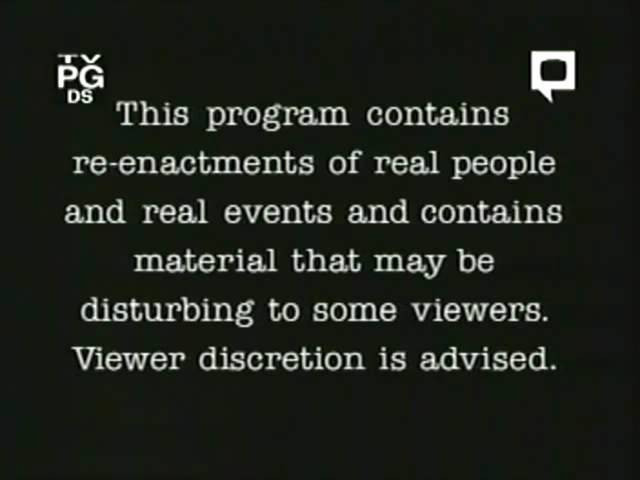 TV
PG
DS
This program contains
re-enactments of real people
and real events and contains
material that may be
disturbing to some viewers.
Viewer discretion is advised.